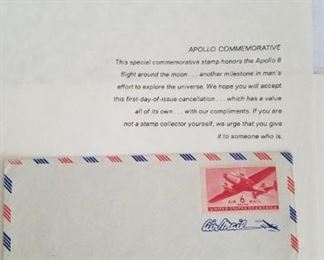 APOLLO COMMEMORATIVE
This special commemorative stamp honors the Apollo 8
flight around the moon . . . another milestone in man's
effort to explore the universe. We hope you will accept
this first-day-of-issue cancellation . . . which has a value
all of its own . . . with our compliments. If you are
not a stamp collector yourself, we urge that you give
it to someone who is.
AIR 6 MAIL
UNITED STATES OF AMERICA
Air Mail